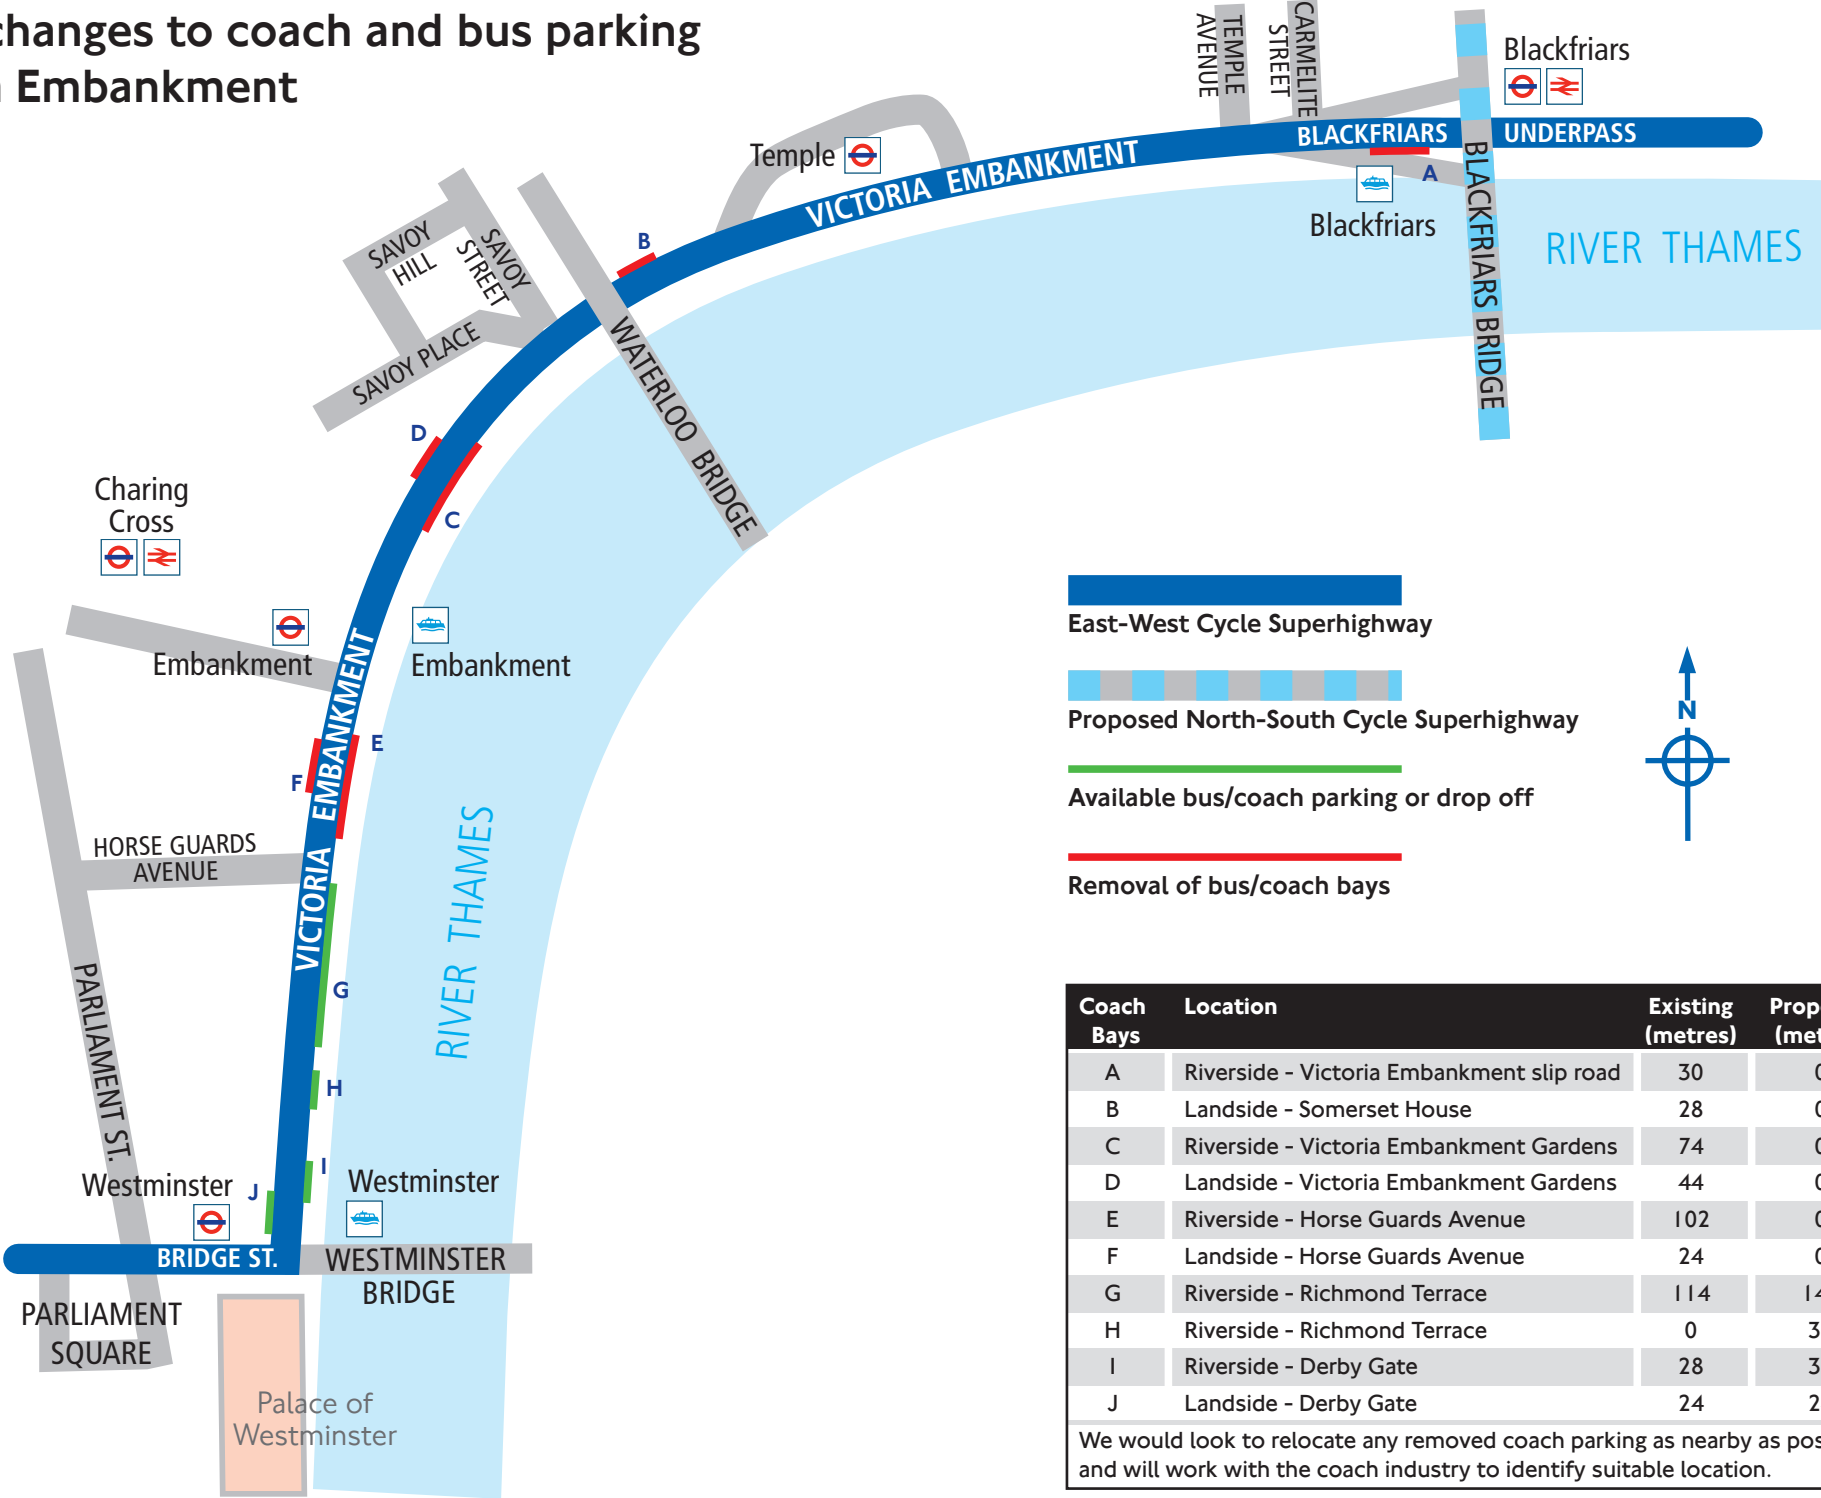 changes to coach and bus parking
Embankment
TEMPLE
AVENUE
CARMELITE
STREET
Blackfriars
BLACKFRIARS UNDERPASS
Temple
VICTORIA EMBANKMENT
A
Blackfriars
BLACKFRIARS BRIDGE
RIVER THAMES
B
SAVOY
HILL
SAVOY
STREET
SAVOY PLACE
WATERLOO BRIDGE
D
C
Charing
Cross
Embankment
Embankment
VICTORIA EMBANKMENT
E
F
HORSE GUARDS
AVENUE
RIVER THAMES
G
H
PARLIAMENT ST.
I
J
Westminster
Westminster
BRIDGE ST.
WESTMINSTER
BRIDGE
PARLIAMENT
SQUARE
Palace of
Westminster
East-West Cycle Superhighway
Proposed North-South Cycle Superhighway
Available bus/coach parking or drop off
Removal of bus/coach bays
N
Coach Location Existing
Bays (metres)
A Riverside - Victoria Embankment slip road 30
B Landside - Somerset House 28
C Riverside - Victoria Embankment Gardens 74
D Landside - Victoria Embankment Gardens 44
E Riverside - Horse Guards Avenue 102
F Landside - Horse Guards Avenue 24
G Riverside - Richmond Terrace 114
H Riverside - Richmond Terrace 0
I Riverside - Derby Gate 28
J Landside - Derby Gate 24
We would look to relocate any removed coach parking as nearby as
and will work with the coach industry to identify suitable location.